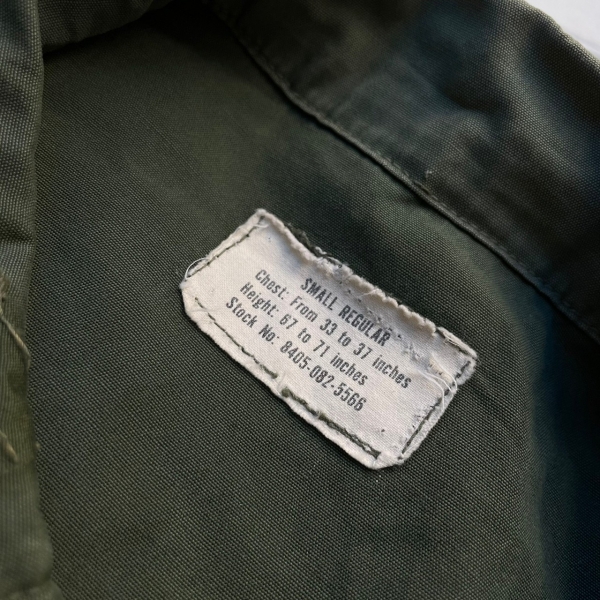 SMALL REGULAR
Chest: From 33 to 37 inches
Height: 67 to 71 inches
Stock No: 8405-082-5566